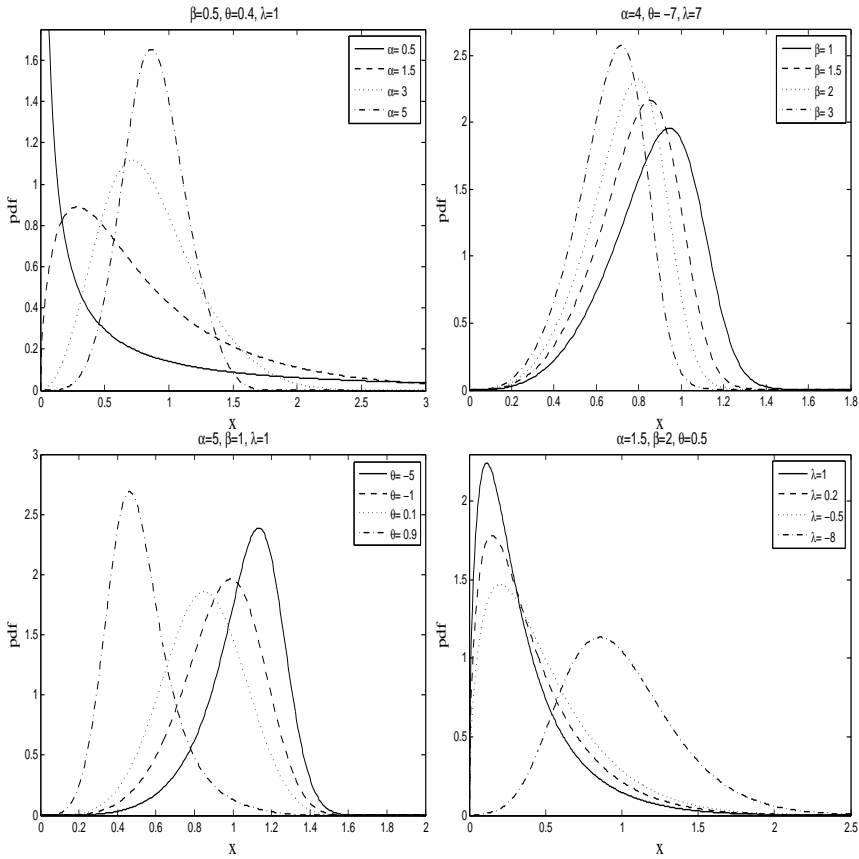 β=0.5, θ=0.4, λ=1
α= 0.5
α= 1.5
α= 3
α= 5
pdf
1.6
1.4
1.2
1
0.8
0.6
0.4
0.2
0
0 0.5 1 1.5 2 2.5 3
x
α=4, θ= −7, λ=7
β= 1
β= 1.5
β= 2
β= 3
pdf
2.5
2
1.5
1
0.5
0
0 0.2 0.4 0.6 0.8 1 1.2 1.4 1.6 1.8
x
α=5, β=1, λ=1
θ= −5
θ= −1
θ= 0.1
θ= 0.9
pdf
3
2.5
2
1.5
1
0.5
0
0 0.2 0.4 0.6 0.8 1 1.2 1.4 1.6 1.8 2
x
α=1.5, β=2, θ=0.5
λ=1
λ= 0.2
λ= −0.5
λ= −8
pdf
2
1.5
1
0.5
0
0 0.5 1 1.5 2 2.5
x